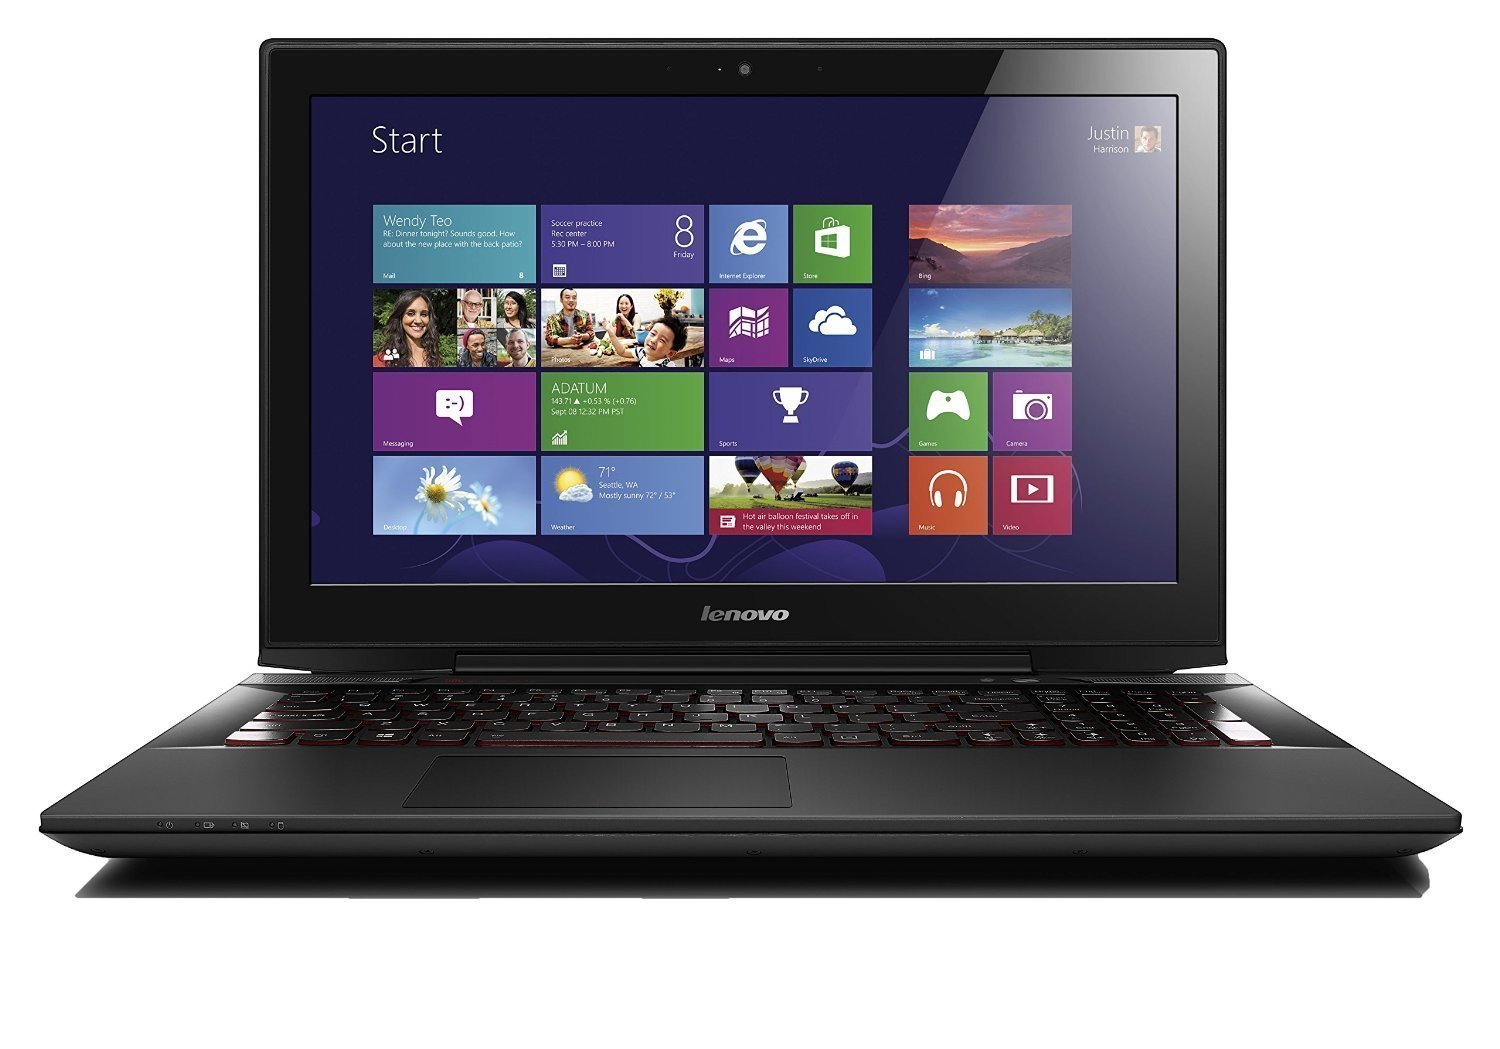 Start
Justin
Harrison
Wendy Teo
RE: Dinner tonight? Sounds good. How
about the new place with the back patio?
Mail
8
Soccer practice
Rec center
5:30 PM – 8:00 PM
8
Friday
Internet Explorer
Store
Bing
Photos
Maps
SkyDrive
Messaging
ADATUM
143.71 ▲ +0.53 % (+0.76)
Sept 08 12:32 PM PST
Sports
Games
Camera
Desktop
71°
Seattle, WA
Mostly sunny 72° / 53°
Weather
Hot air balloon festival takes off in
the valley this weekend
Music
Video
lenovo